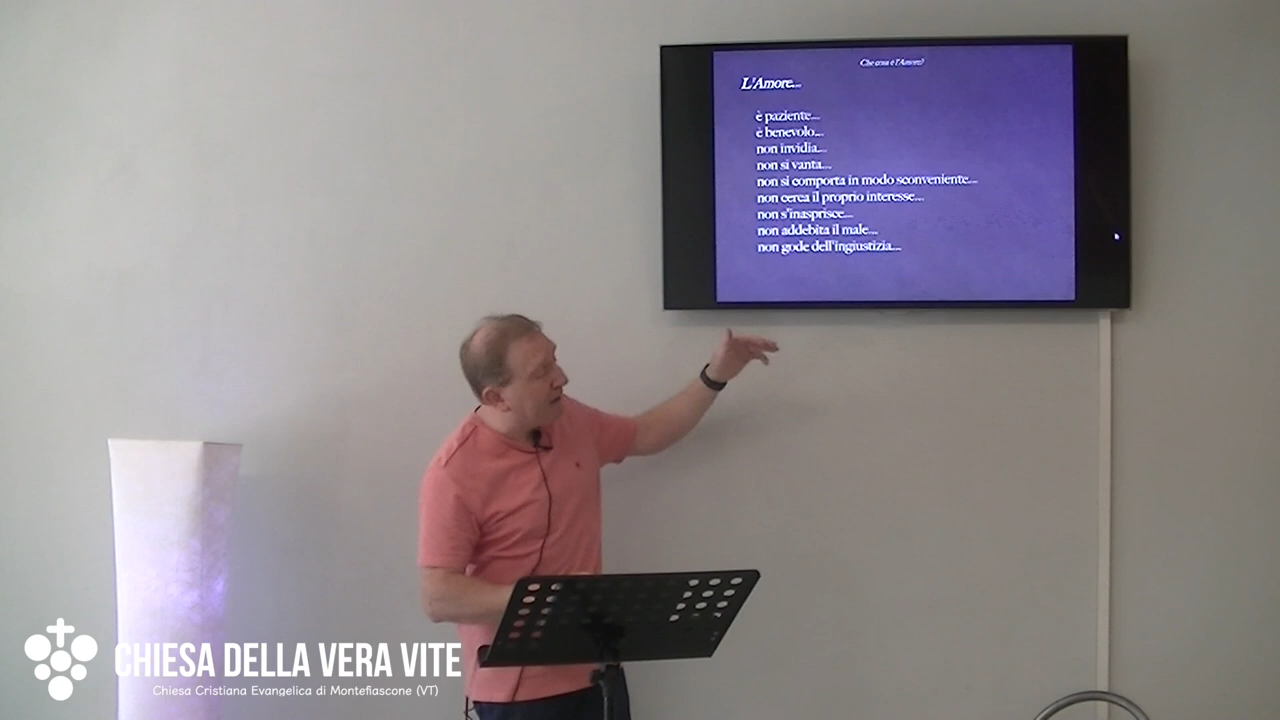 Che cosa è l'Amore?
L'Amore....
è paziente....
è benevolo....
non invidia....
non si vanta....
non si comporta in modo sconveniente....
non cerca il proprio interesse....
non s'inasprisce....
non addebita il male....
non gode dell'ingiustizia....
CHIESA DELLA VERA VITE
Chiesa Cristiana Evangelica di Montefiascone (VT)